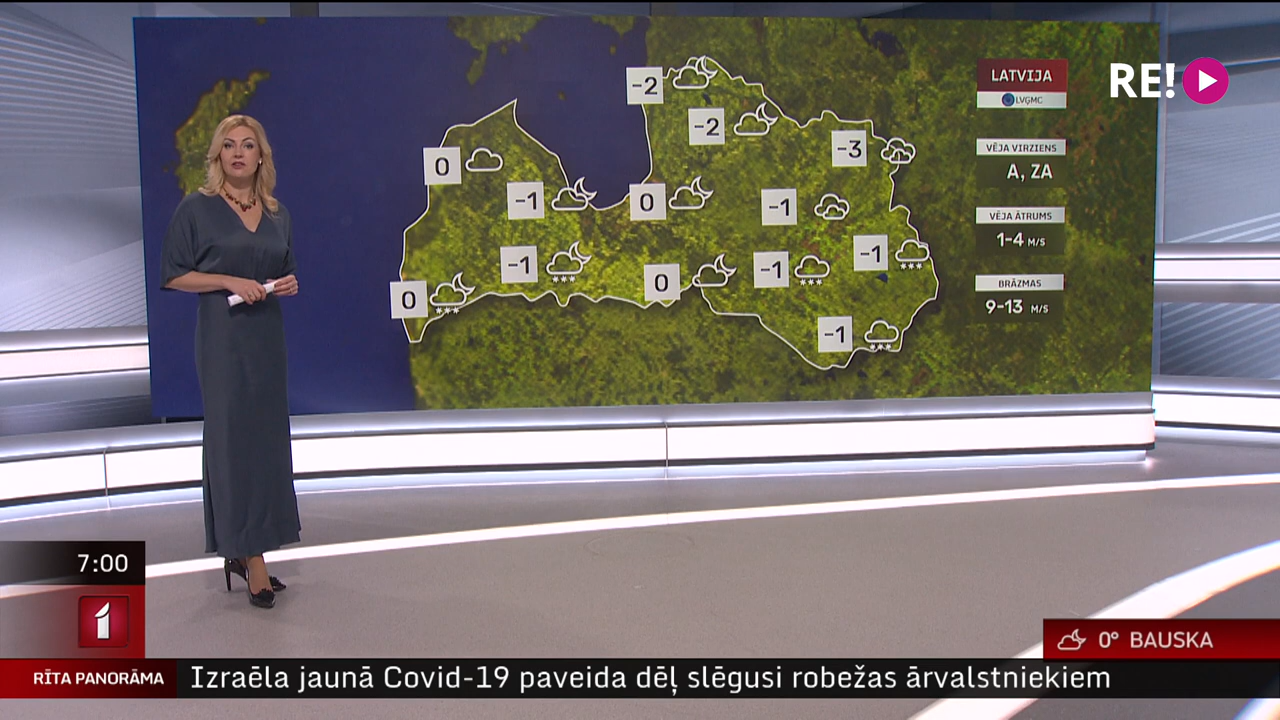 RE!
LATVIJA
LVĢMC
VĒJA VIRZIENS
A, ZA
VĒJA ĀTRUMS
1-4 M/S
BRĀZMAS
9-13 M/S
-2
-2
-3
0
-1
0
-1
-1
-1
0
-1
0
-1
7:00
1
0° BAUSKA
RĪTA PANORĀMA
Izraēla jaunā Covid-19 paveida dēļ slēgusi robežas ārvalstniekiem